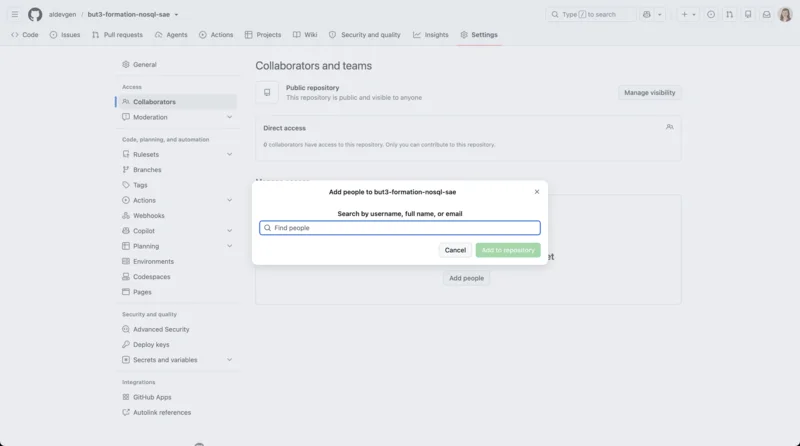 aldevgen / but3-formation-nosql-sae
Type / to search
Code Issues Pull requests Agents Actions Projects Wiki Security and quality Insights Settings
General
Access
Collaborators
Moderation
Code, planning, and automation
Rulesets
Branches
Tags
Actions
Webhooks
Copilot
Planning
Environments
Codespaces
Pages
Security and quality
Advanced Security
Deploy keys
Secrets and variables
Integrations
GitHub Apps
Autolink references
Collaborators and teams
Public repository
This repository is public and visible to anyone
Manage visibility
Direct access
0 collaborators have access to this repository. Only you can contribute to this repository.
Add people to but3-formation-nosql-sae
Search by username, full name, or email
Find people
Cancel
Add to repository
Add people